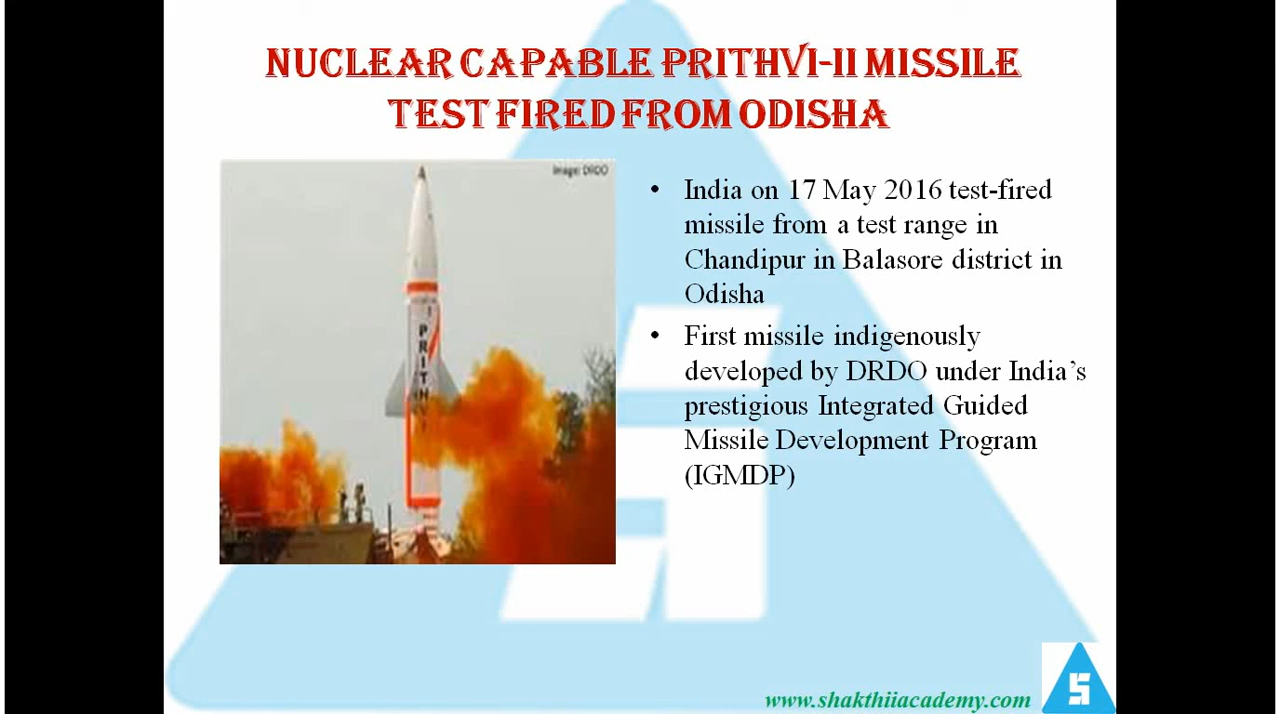 NUCLEAR CAPABLE PRITHVI-II MISSILE
TEST FIRED FROM ODISHA
Image: DRDO
PRITHVI
• India on 17 May 2016 test-fired
missile from a test range in
Chandipur in Balasore district in
Odisha
• First missile indigenously
developed by DRDO under India’s
prestigious Integrated Guided
Missile Development Program
(IGMDP)
www.shakthiiacademy.com